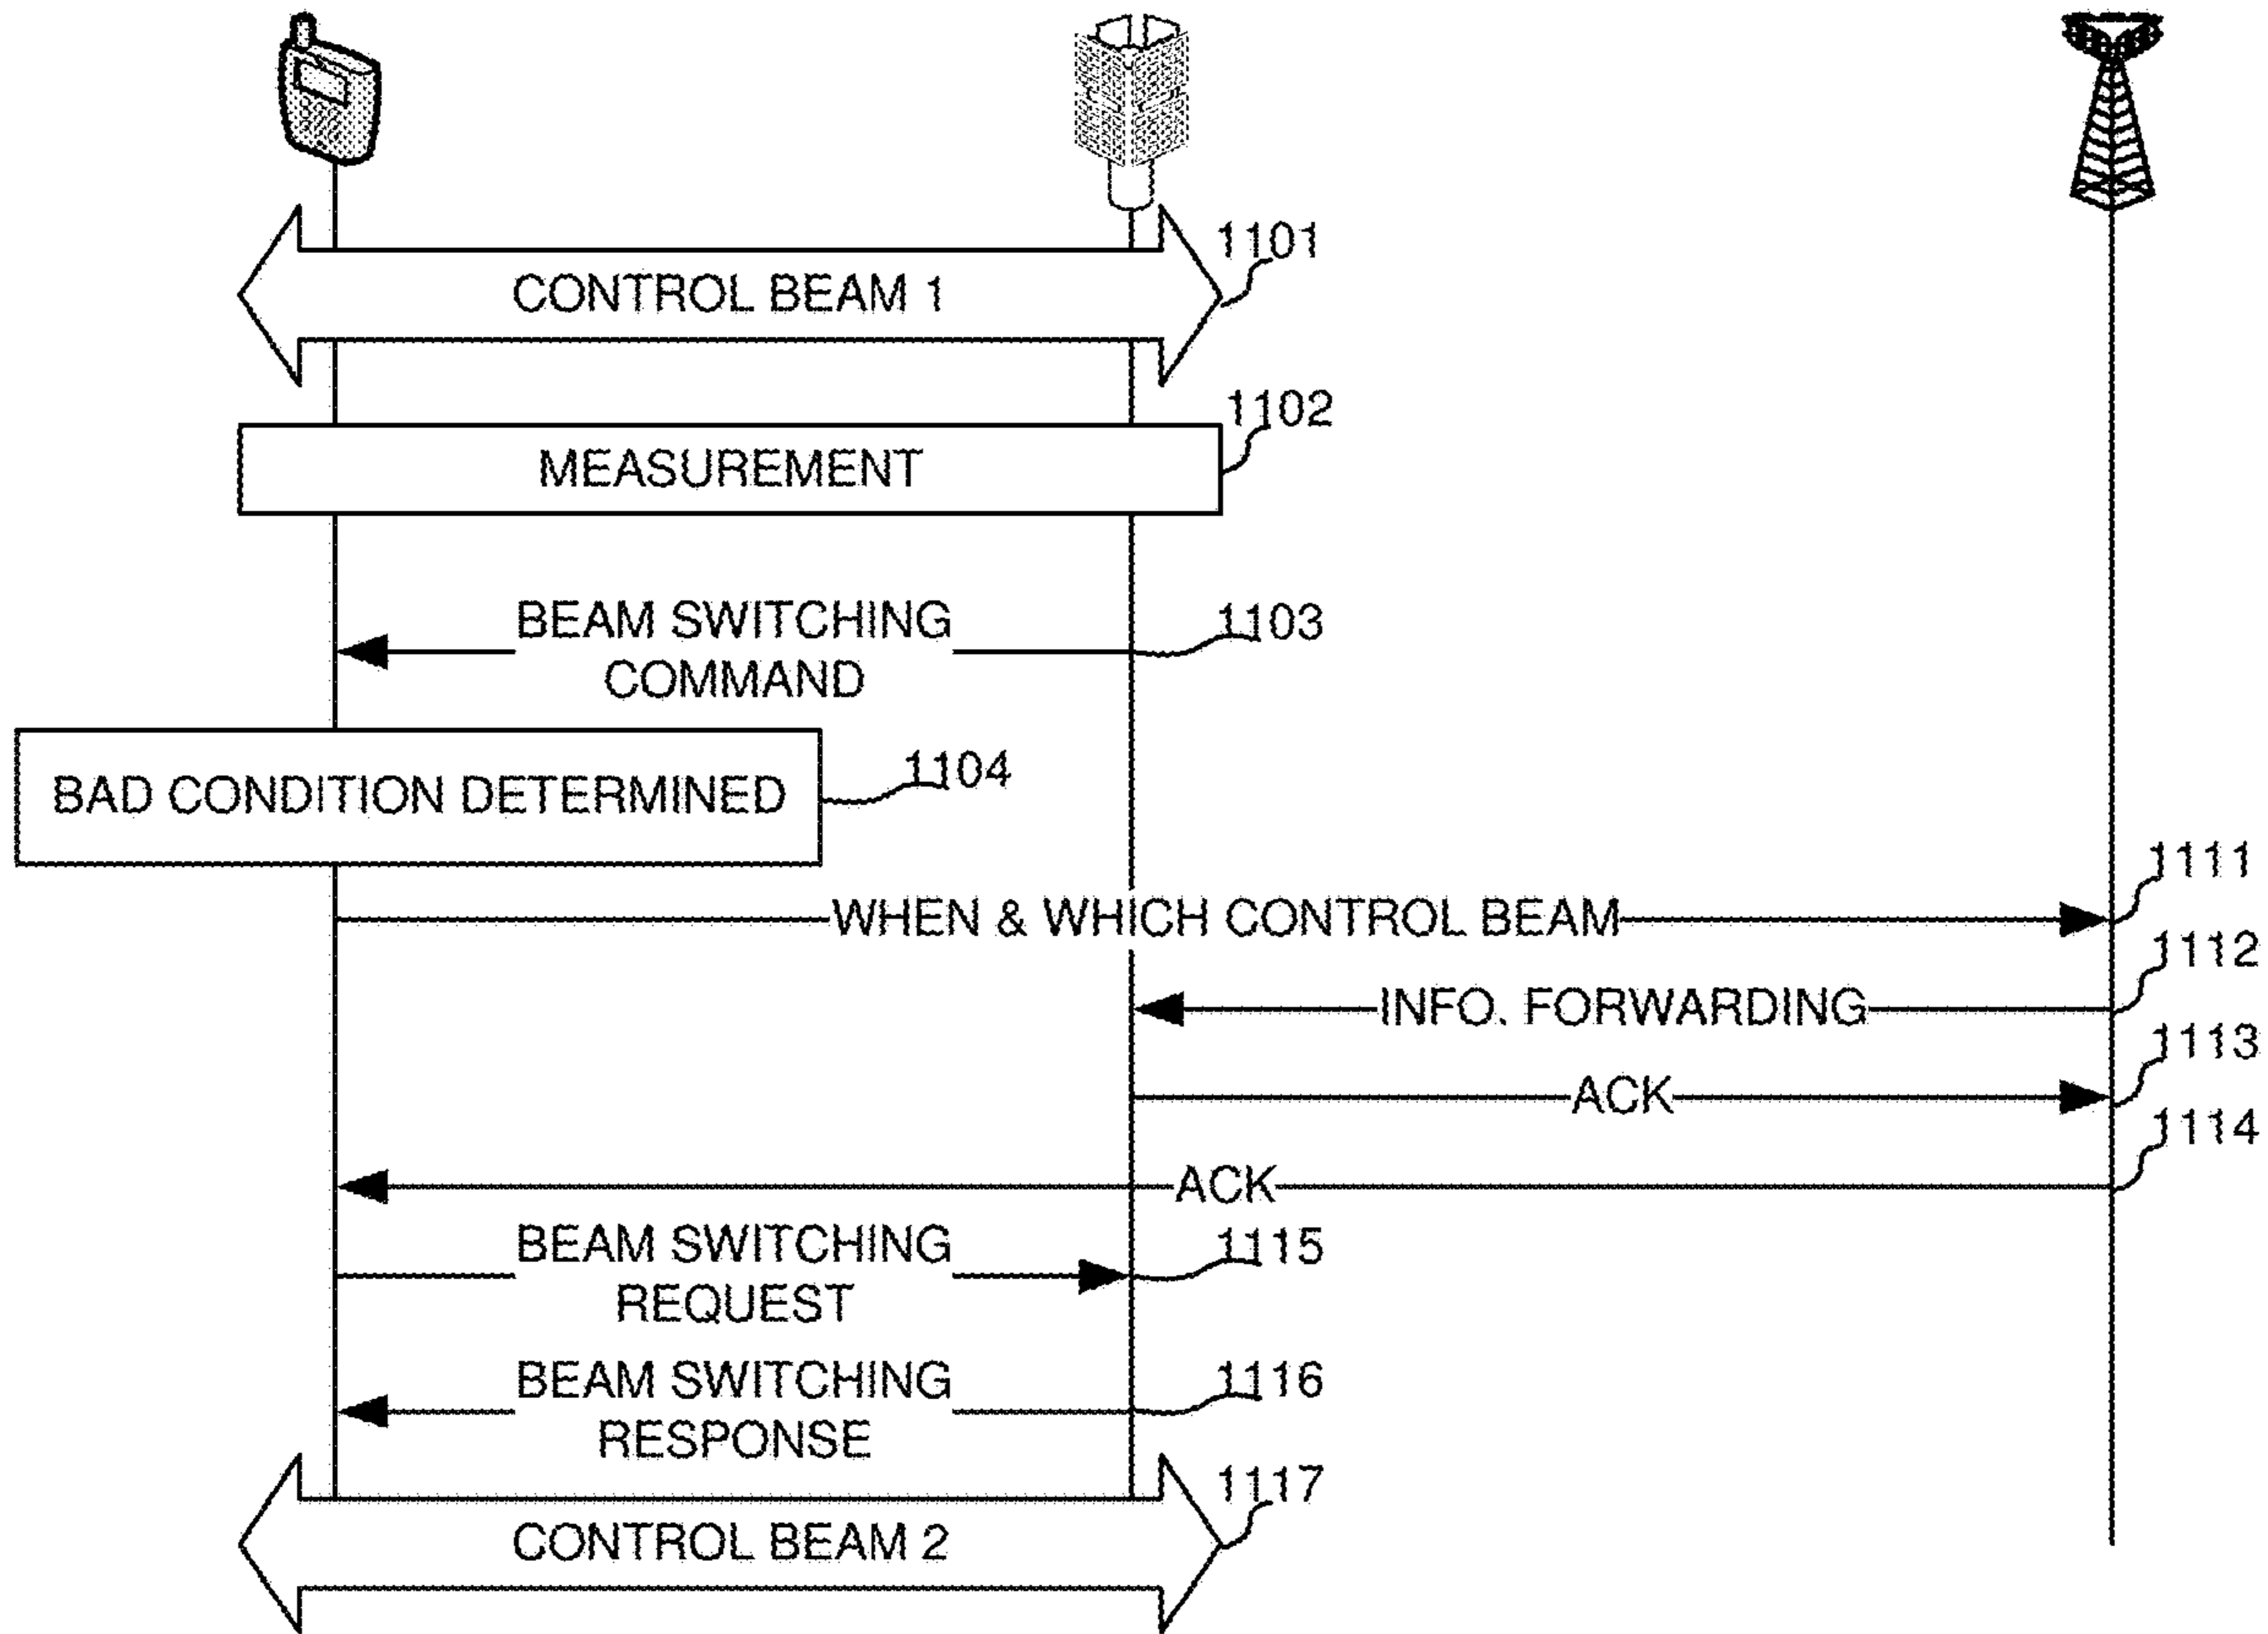 1101
CONTROL BEAM 1
1102
MEASUREMENT
BEAM SWITCHING
COMMAND
1103
BAD CONDITION DETERMINED
1104
1111
WHEN & WHICH CONTROL BEAM
1112
INFO. FORWARDING
1113
ACK
1114
ACK
BEAM SWITCHING
REQUEST
1115
BEAM SWITCHING
RESPONSE
1116
1117
CONTROL BEAM 2